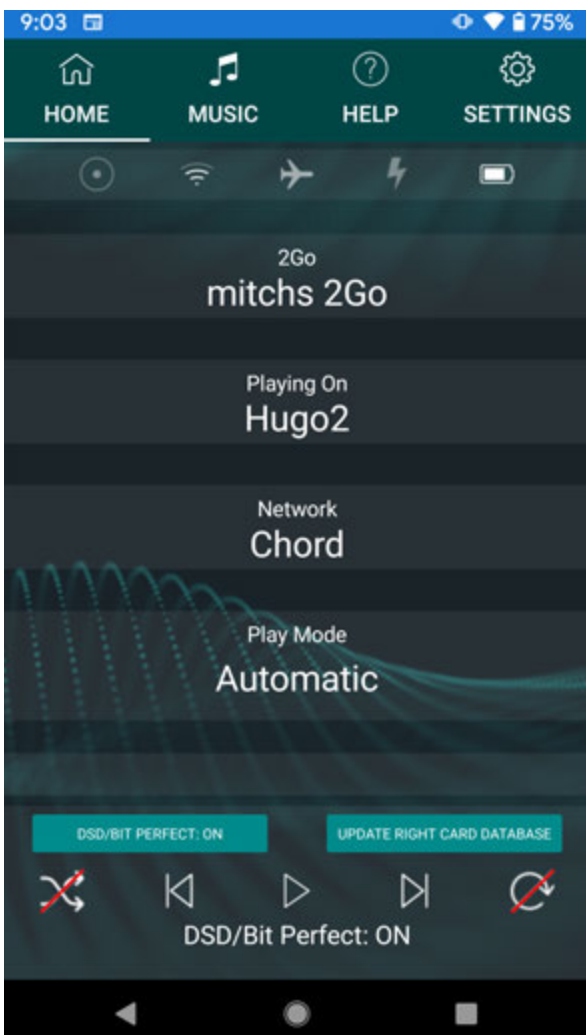 9:03 75%
HOME MUSIC HELP SETTINGS
2Go
mitchs 2Go
Playing On
Hugo2
Network
Chord
Play Mode
Automatic
DSD/BIT PERFECT: ON UPDATE RIGHT CARD DATABASE
DSD/Bit Perfect: ON